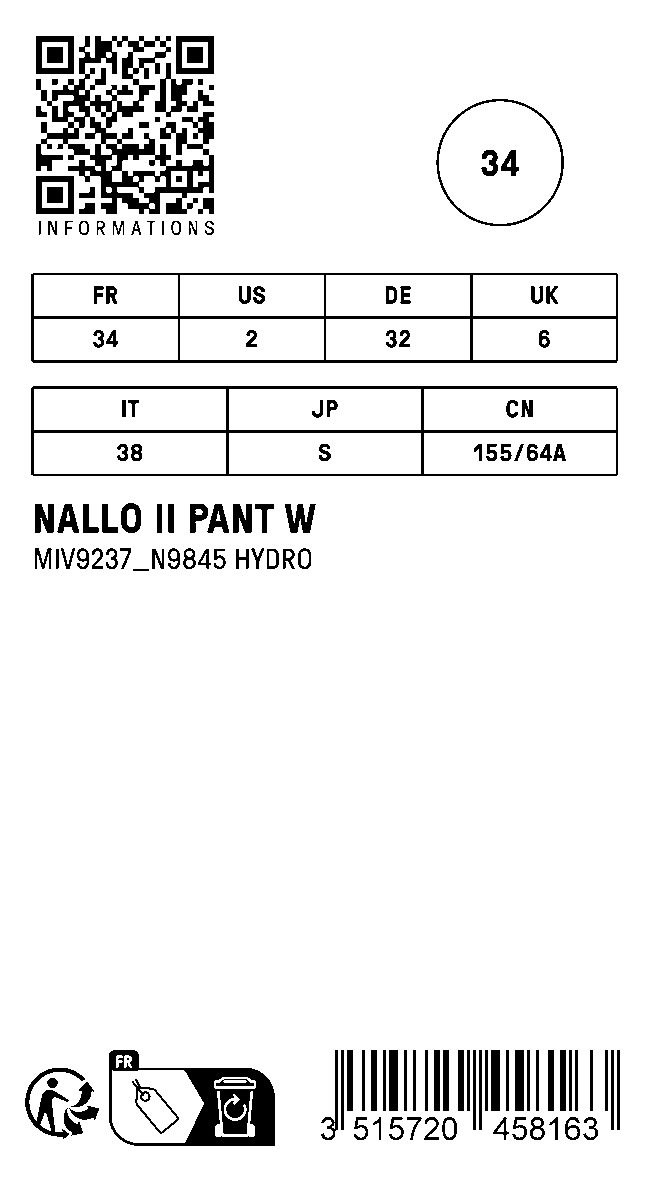 INFORMATIONS
34
FR US DE UK
34 2 32 6
IT JP CN
38 S 155/64A
NALLO II PANT W
MIV9237_N9845 HYDRO
FR
3 515720 458163